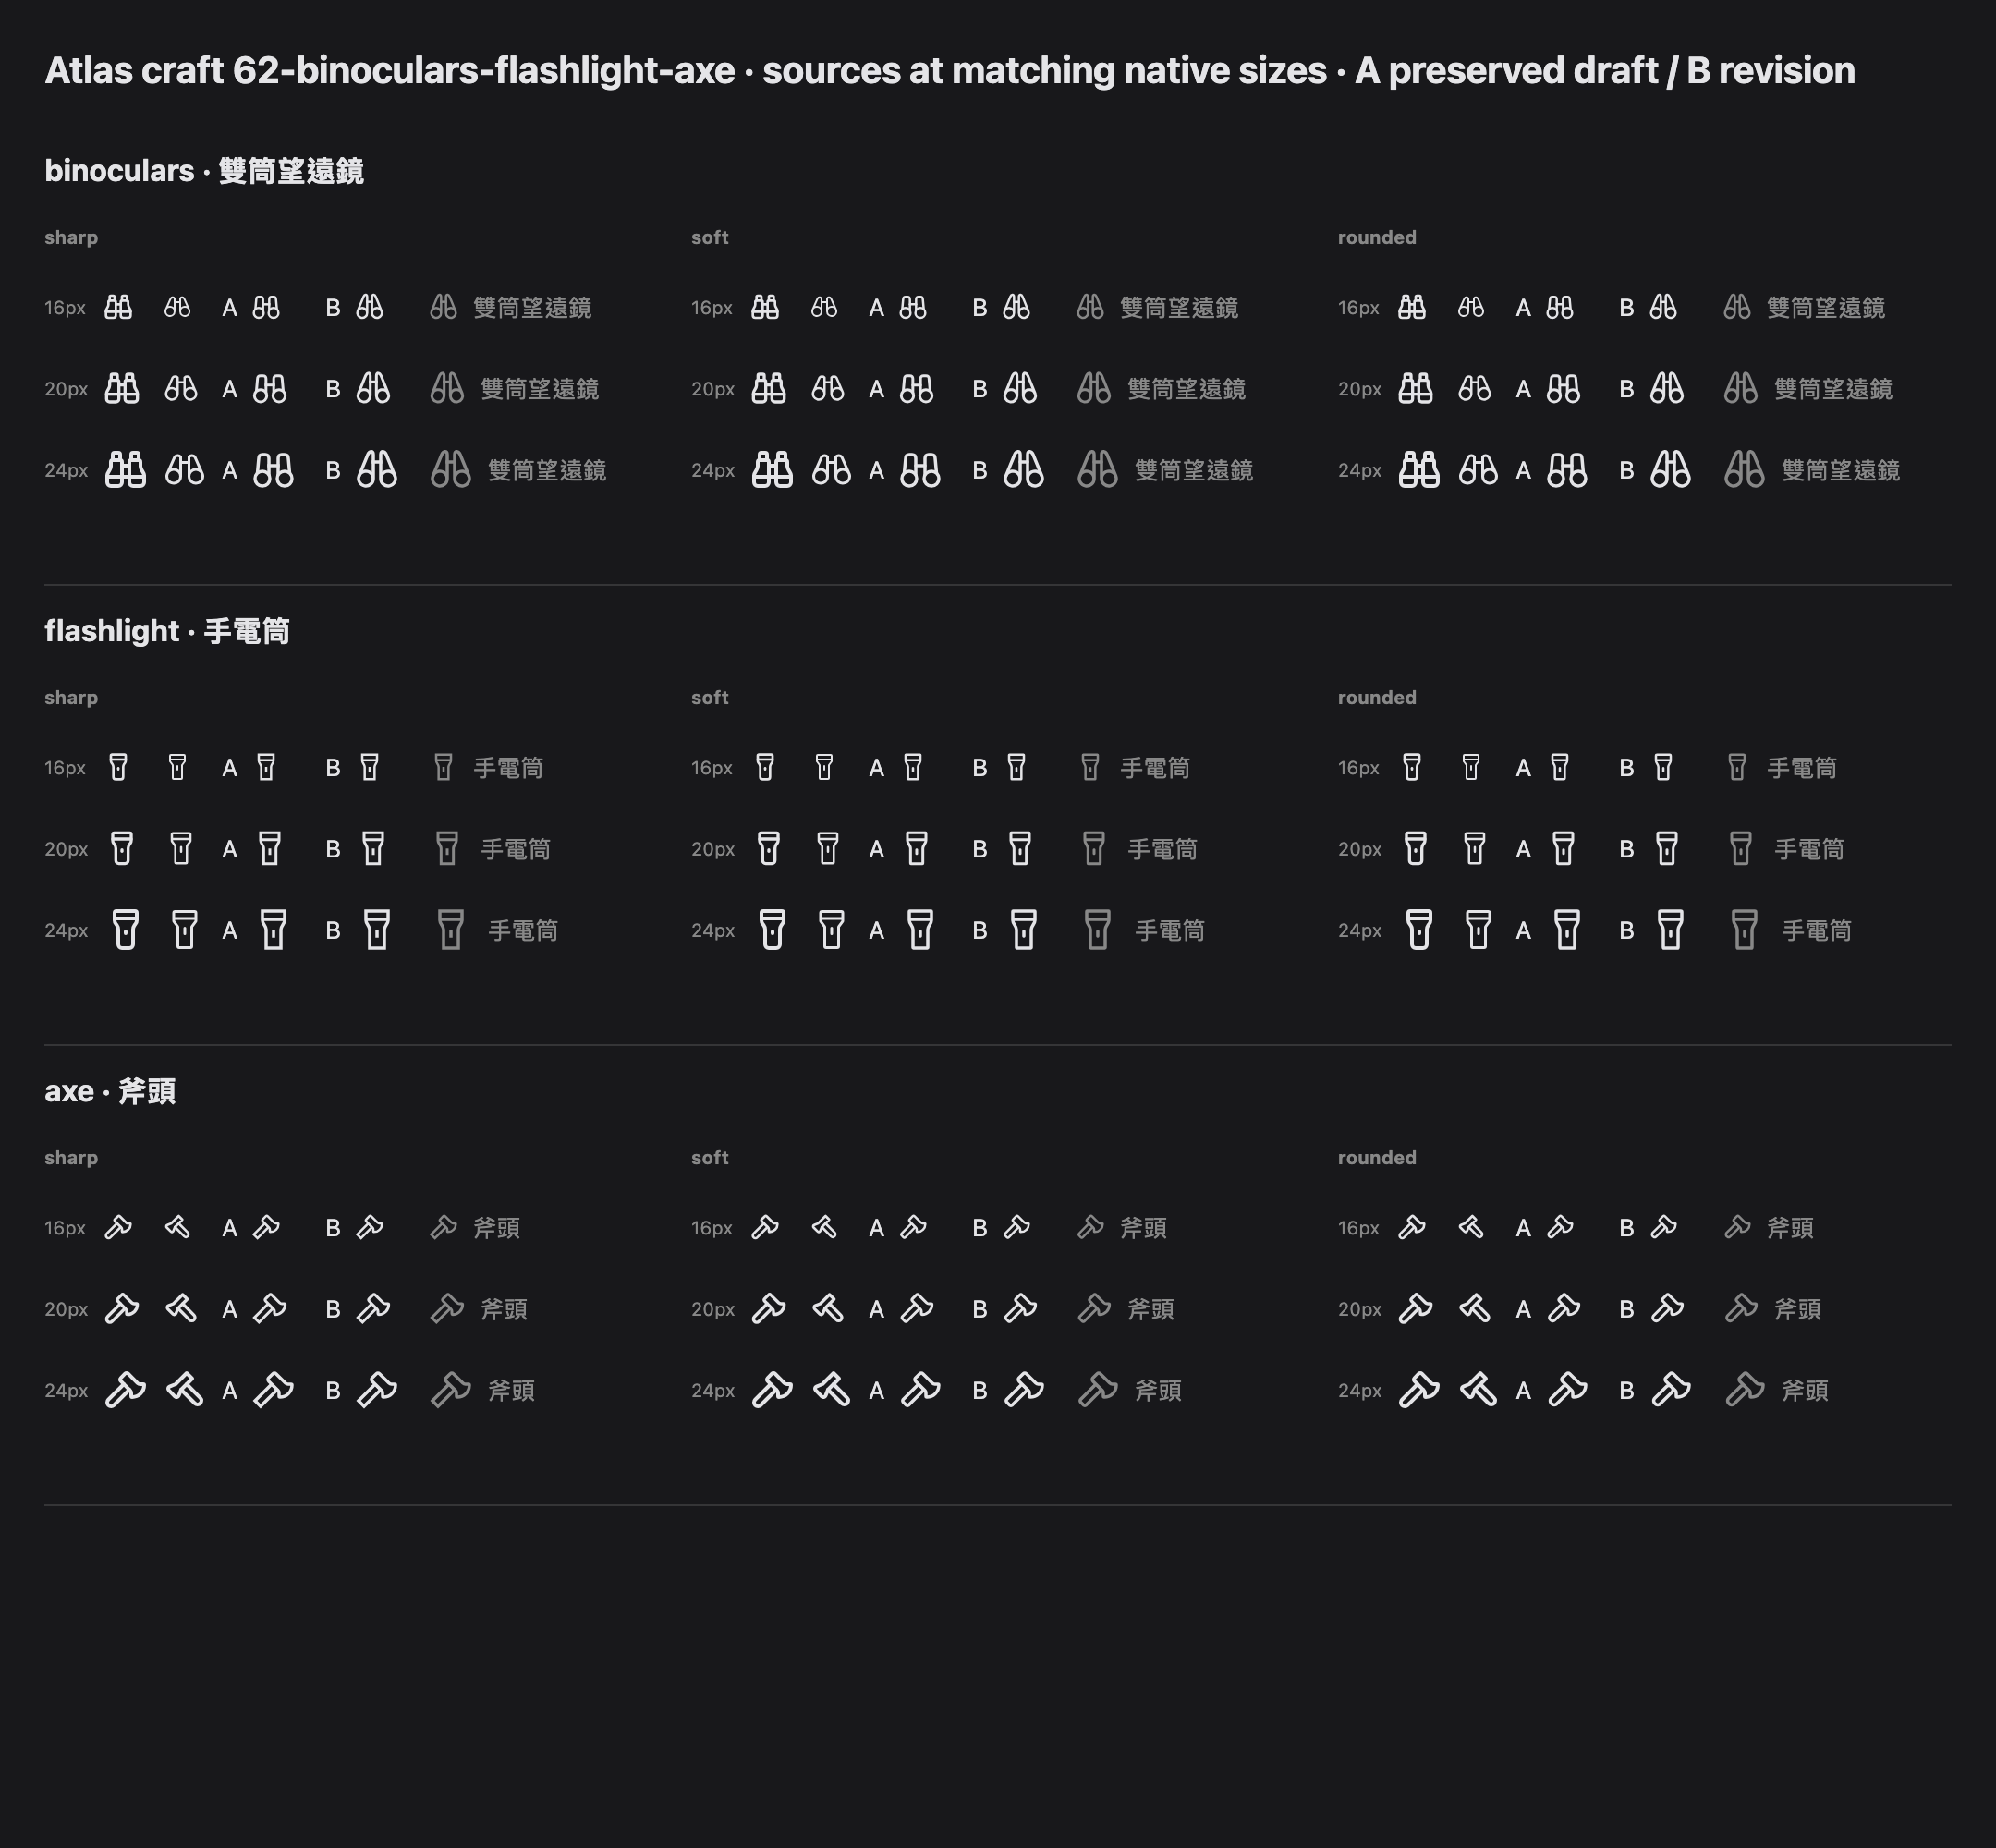 Atlas craft 62-binoculars-flashlight-axe · sources at matching native sizes · A preserved draft / B revision
binoculars · 雙筒望遠鏡
sharp soft rounded
16px A B 雙筒望遠鏡 16px A B 雙筒望遠鏡 16px A B 雙筒望遠鏡
20px A B 雙筒望遠鏡 20px A B 雙筒望遠鏡 20px A B 雙筒望遠鏡
24px A B 雙筒望遠鏡 24px A B 雙筒望遠鏡 24px A B 雙筒望遠鏡
flashlight · 手電筒
sharp soft rounded
16px A B 手電筒 16px A B 手電筒 16px A B 手電筒
20px A B 手電筒 20px A B 手電筒 20px A B 手電筒
24px A B 手電筒 24px A B 手電筒 24px A B 手電筒
axe · 斧頭
sharp soft rounded
16px A B 斧頭 16px A B 斧頭 16px A B 斧頭
20px A B 斧頭 20px A B 斧頭 20px A B 斧頭
24px A B 斧頭 24px A B 斧頭 24px A B 斧頭